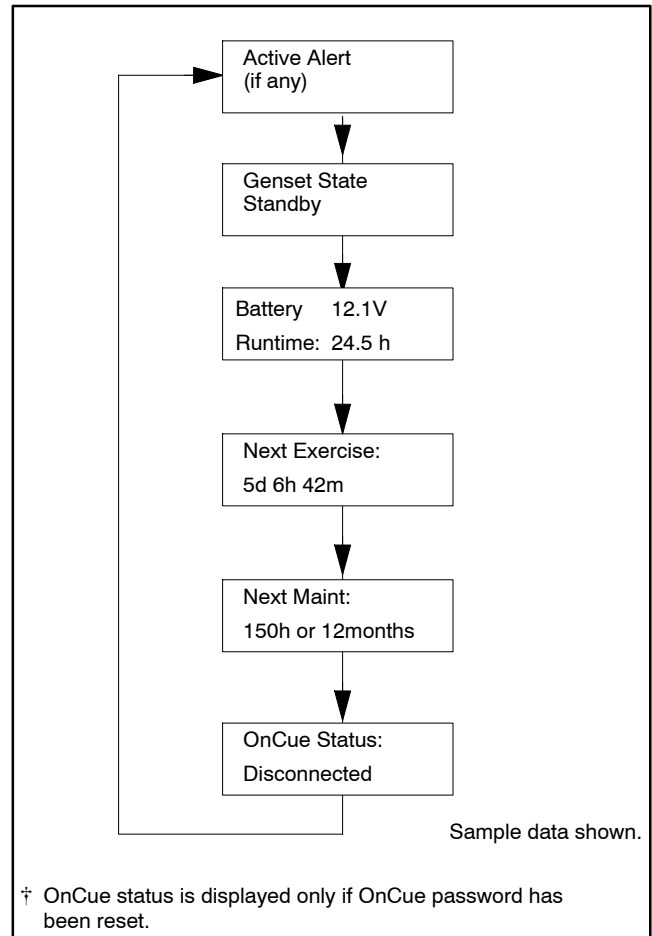 Active Alert
(if any)
Genset State
Standby
Battery 12.1V
Runtime: 24.5 h
Next Exercise:
5d 6h 42m
Next Maint:
150h or 12months
OnCue Status:
Disconnected
Sample data shown.
† OnCue status is displayed only if OnCue password has
been reset.